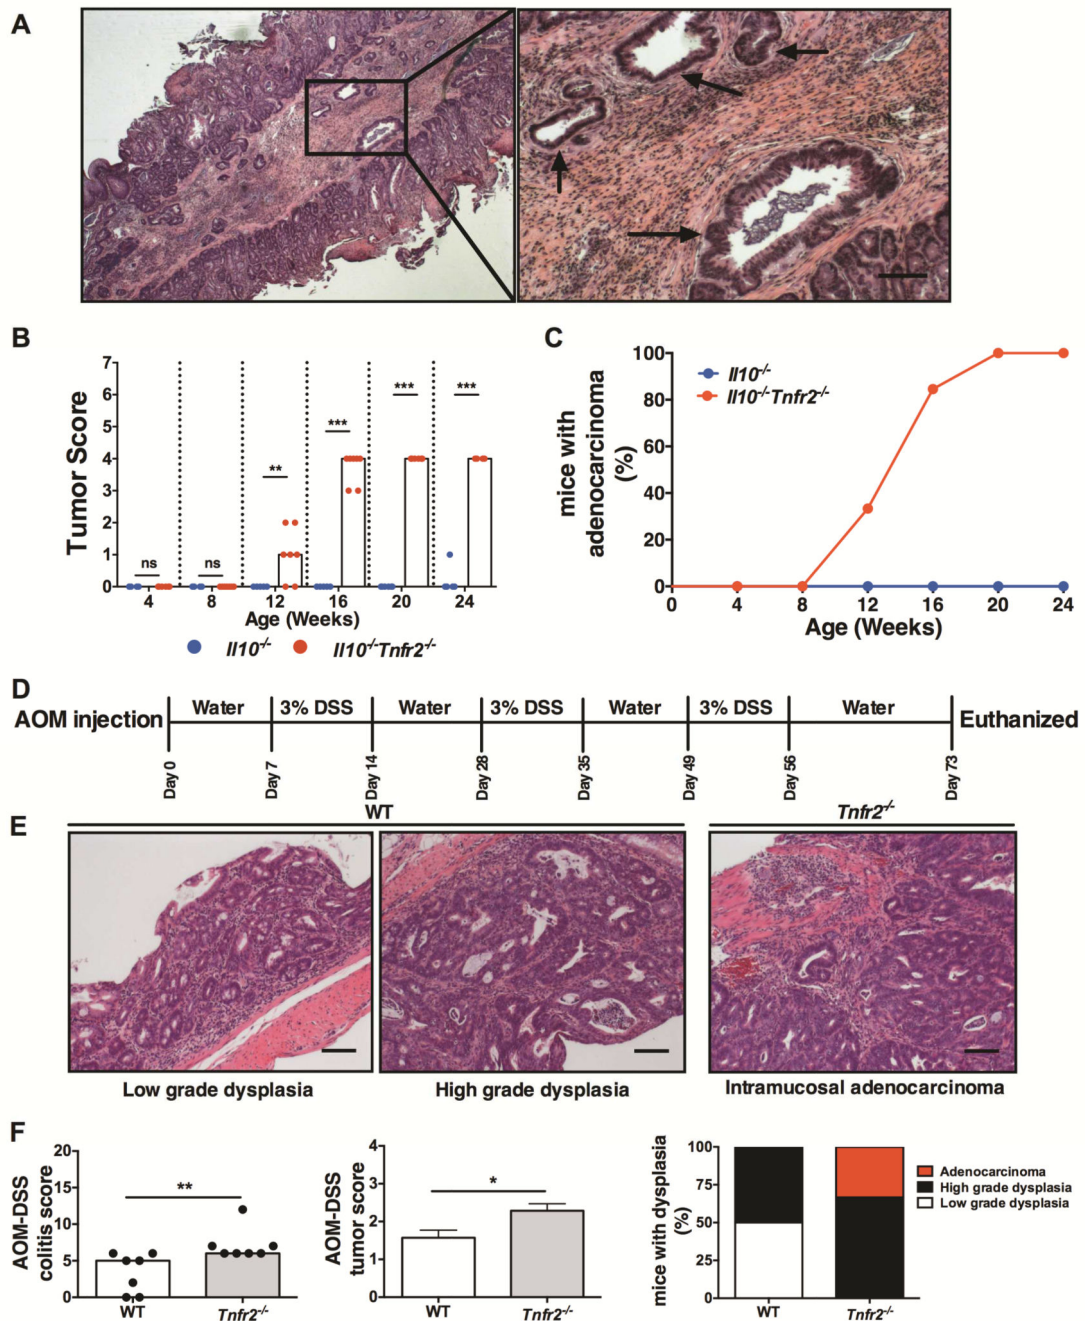 A
B
Tumor Score
7
6
5
4
3
2
1
0
ns
ns
**
***
***
***
4
8
12
16
20
24
Age (Weeks)
Il10-/-
Il10-/-Tnfr2-/-
C
mice with
adenocarcinoma
(%)
100
80
60
40
20
0
Il10-/-
Il10-/-Tnfr2-/-
0
4
8
12
16
20
24
Age (Weeks)
D
AOM injection
Water
3% DSS
Water
3% DSS
Water
3% DSS
Water
Euthanized
Day 0
Day 7
Day 14
Day 28
Day 35
Day 49
Day 56
Day 73
E
WT
Tnfr2-/-
Low grade dysplasia
High grade dysplasia
Intramucosal adenocarcinoma
F
AOM-DSS
colitis score
20
15
10
5
0
**
WT
Tnfr2-/-
AOM-DSS
tumor score
4
3
2
1
0
*
WT
Tnfr2-/-
mice with dysplasia
(%)
100
75
50
25
0
WT
Tnfr2-/-
Adenocarcinoma
High grade dysplasia
Low grade dysplasia